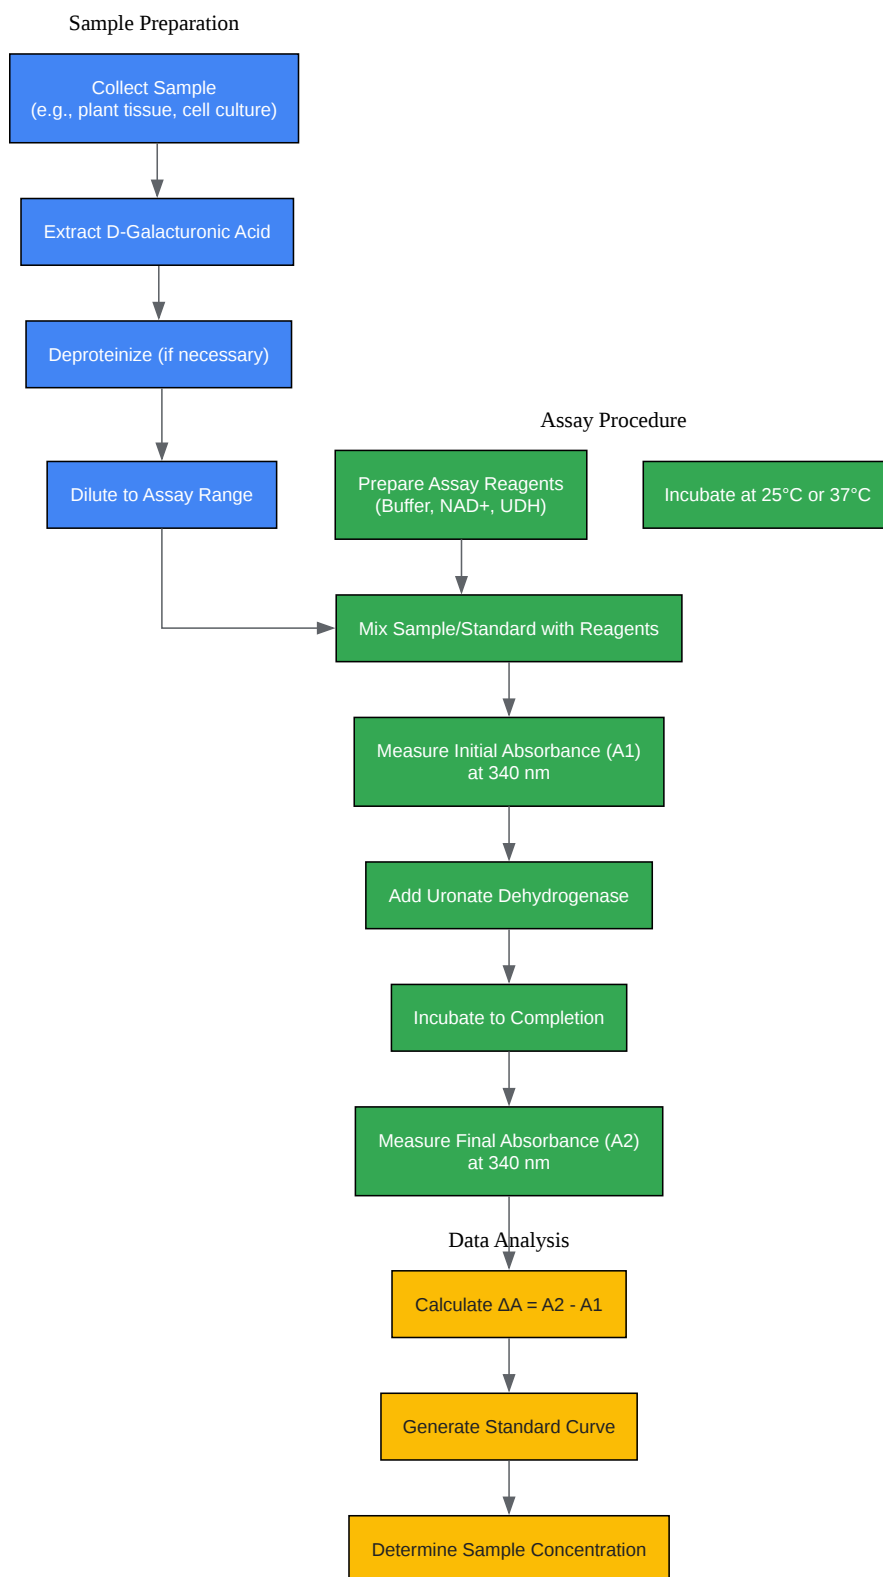 Sample Preparation
Collect Sample
(e.g., plant tissue, cell culture)
Extract D-Galacturonic Acid
Deproteinize (if necessary)
Dilute to Assay Range
Assay Procedure
Prepare Assay Reagents
(Buffer, NAD+, UDH)
Incubate at 25°C or 37°C
Mix Sample/Standard with Reagents
Measure Initial Absorbance (A1)
at 340 nm
Add Uronate Dehydrogenase
Incubate to Completion
Measure Final Absorbance (A2)
at 340 nm
Data Analysis
Calculate ΔA = A2 - A1
Generate Standard Curve
Determine Sample Concentration